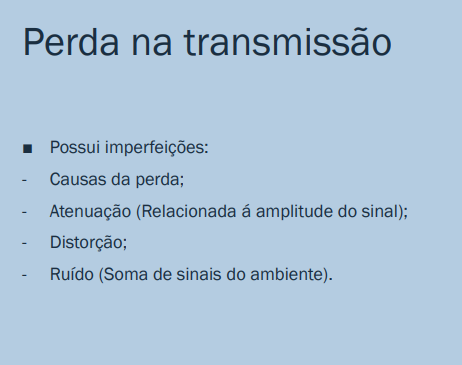 Perda na transmissão
▪ Possui imperfeições:
- Causas da perda;
- Atenuação (Relacionada á amplitude do sinal);
- Distorção;
- Ruído (Soma de sinais do ambiente).